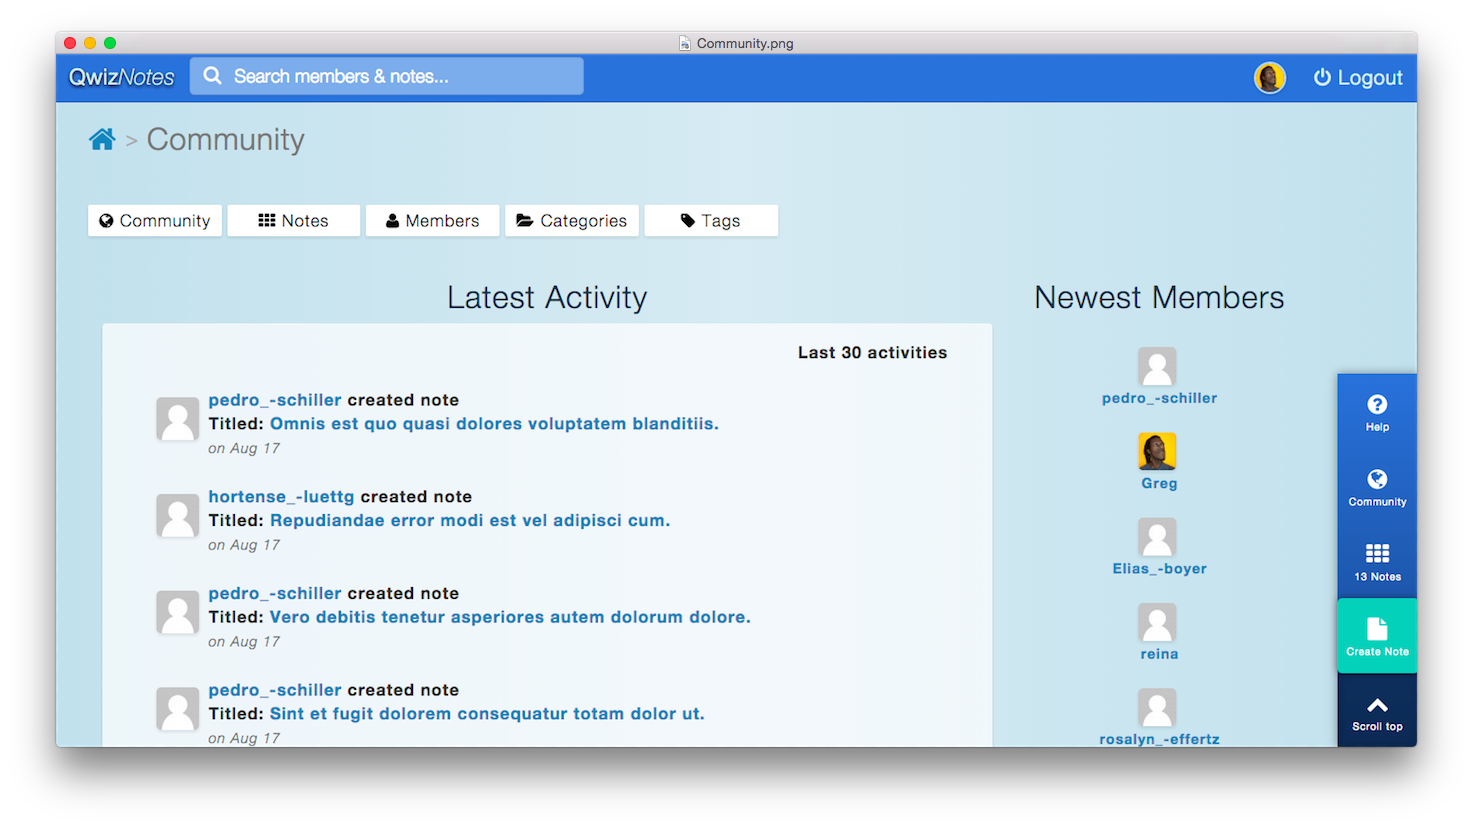 Community.png
QwizNotes
Search members & notes...
Logout
> Community
Community
Notes
Members
Categories
Tags
Latest Activity
Last 30 activities
pedro_-schiller created note
Titled: Omnis est quo quasi dolores voluptatem blanditiis.
on Aug 17
hortense_-luettg created note
Titled: Repudiandae error modi est vel adipisci cum.
on Aug 17
pedro_-schiller created note
Titled: Vero debitis tenetur asperiores autem dolorum dolore.
on Aug 17
pedro_-schiller created note
Titled: Sint et fugit dolorem consequatur totam dolor ut.
on Aug 17
Newest Members
pedro_-schiller
Greg
Elias_-boyer
reina
rosalyn_-effertz
Help
Community
13 Notes
Create Note
Scroll top